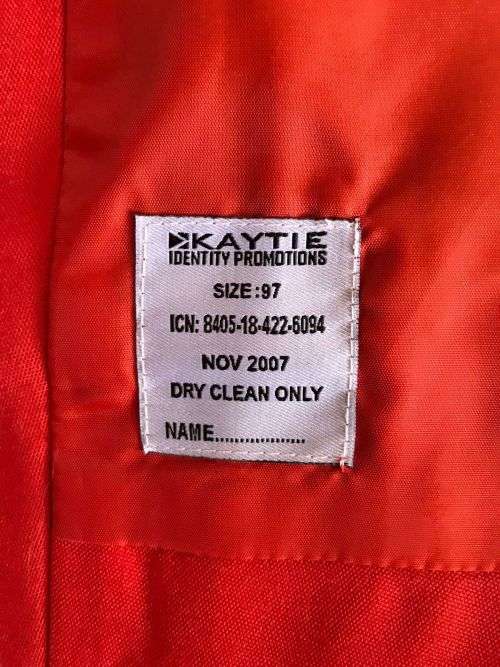 KAYTIE
IDENTITY PROMOTIONS
SIZE:97
ICN: 8405-18-422-6094
NOV 2007
DRY CLEAN ONLY
NAME...................